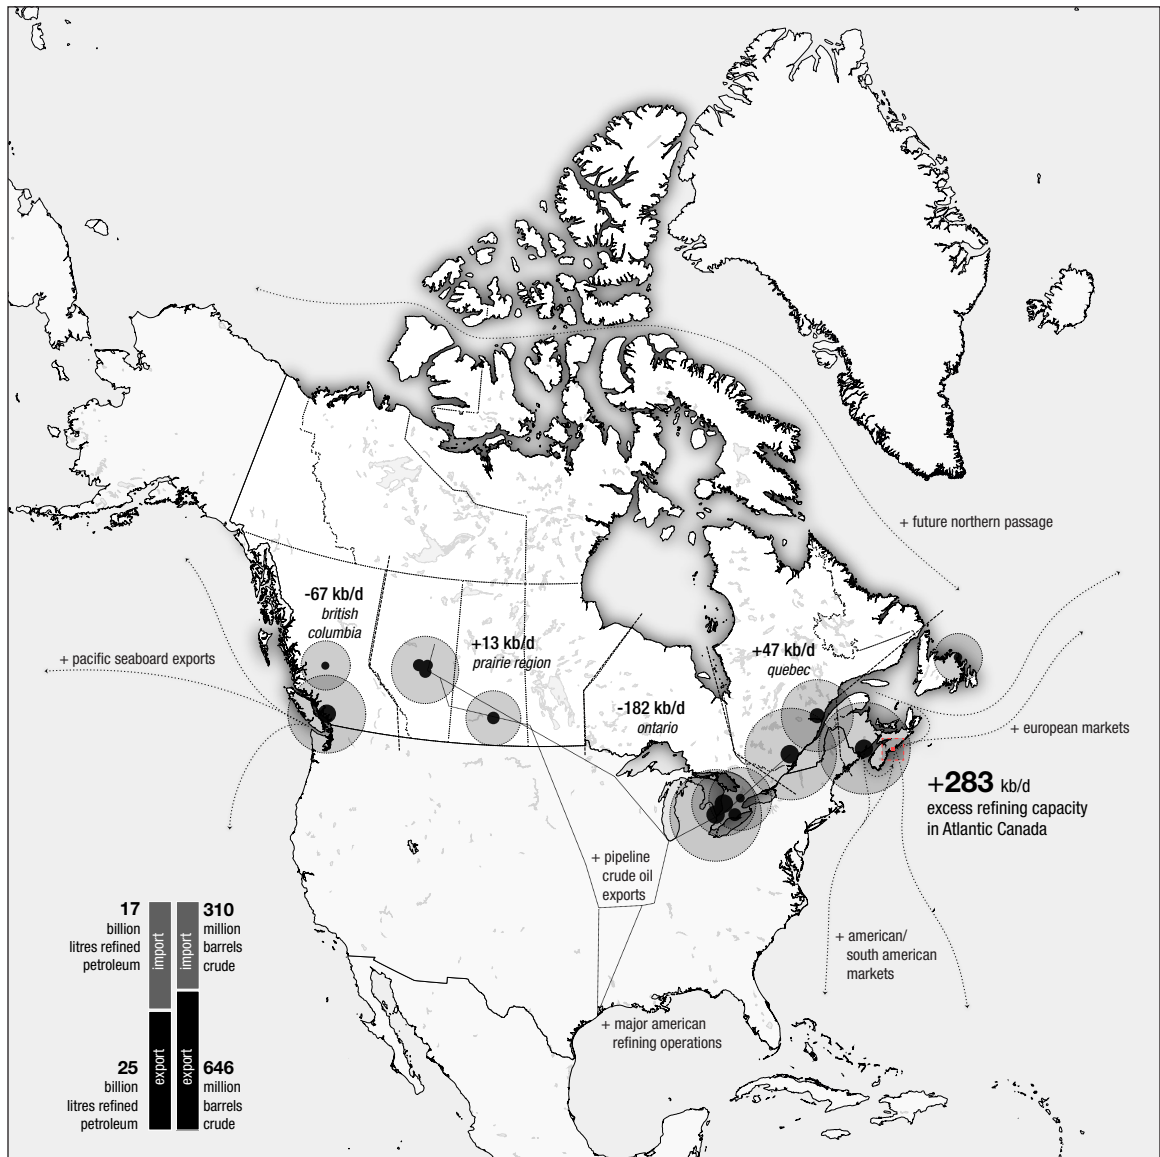 + future northern passage
-67 kb/d
british
columbia
+13 kb/d
prairie region
+47 kb/d
quebec
+ pacific seaboard exports
-182 kb/d
ontario
+ european markets
+283 kb/d
excess refining capacity
in Atlantic Canada
+ pipeline
crude oil
exports
17
billion
litres refined
petroleum
import
import
310
million
barrels
crude
+ american/
south american
markets
+ major american
refining operations
25
billion
litres refined
petroleum
export
export
646
million
barrels
crude